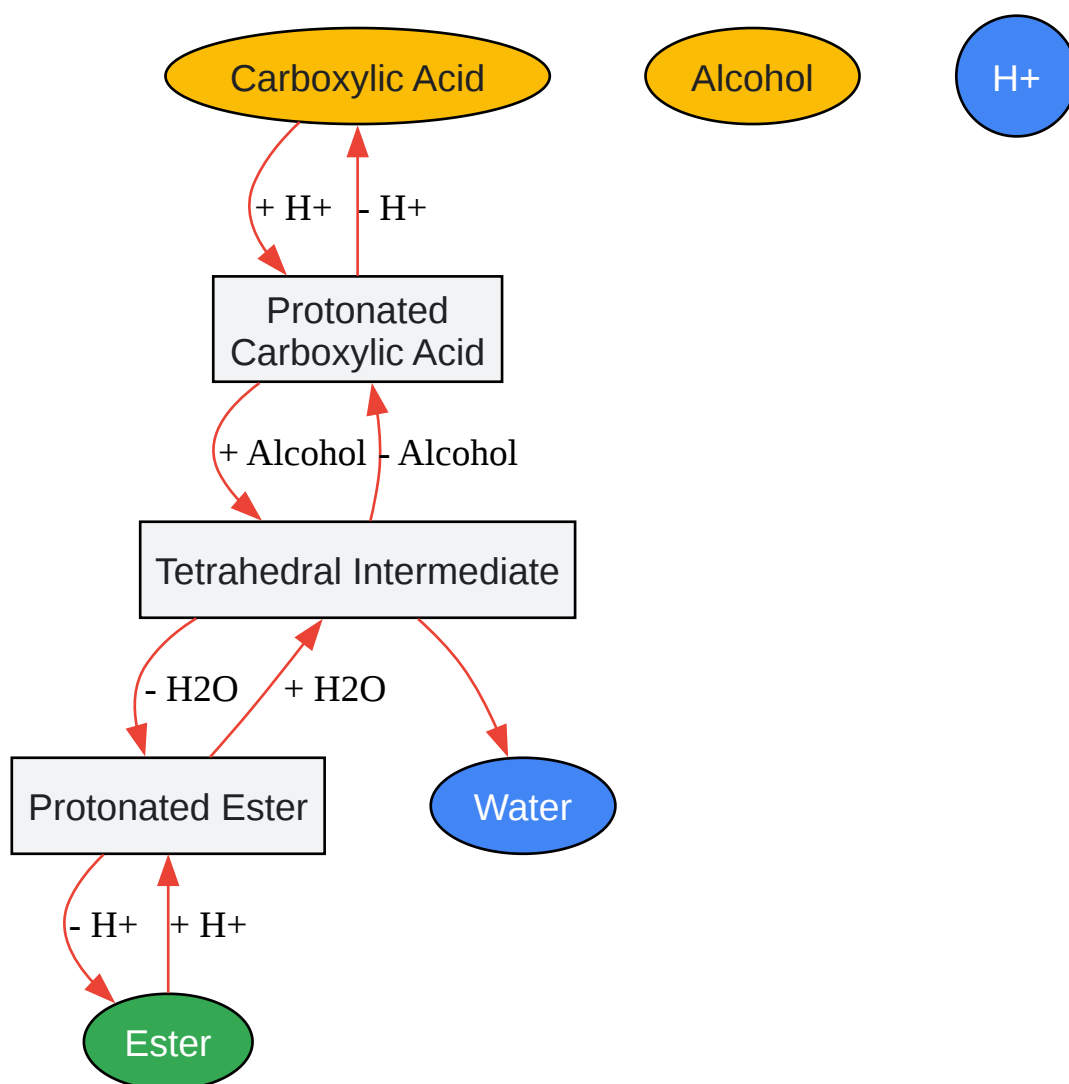 Carboxylic Acid
Alcohol
H+
+ H+
- H+
Protonated
Carboxylic Acid
+ Alcohol
- Alcohol
Tetrahedral Intermediate
- H2O
+ H2O
Protonated Ester
Water
- H+
+ H+
Ester